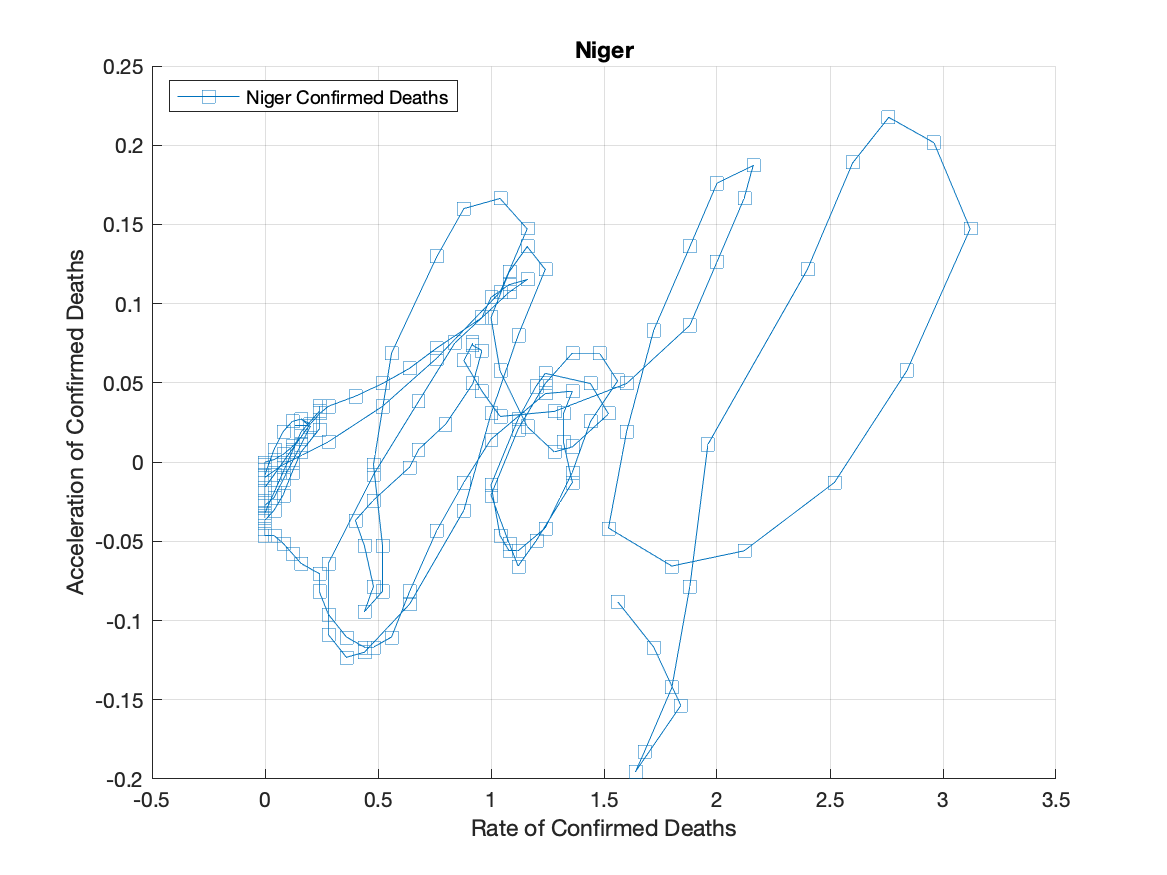 Niger
Niger Confirmed Deaths
0.25
0.2
0.15
0.1
0.05
0
-0.05
-0.1
-0.15
-0.2
Acceleration of Confirmed Deaths
-0.5 0 0.5 1 1.5 2 2.5 3 3.5
Rate of Confirmed Deaths